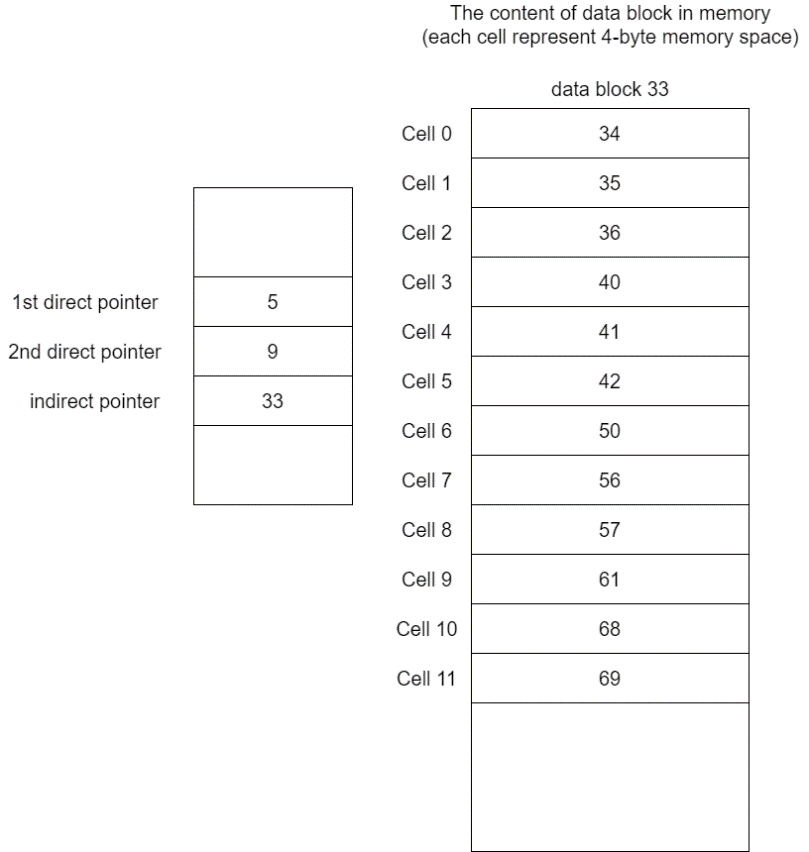 The content of data block in memory
(each cell represent 4-byte memory space)
data block 33
Cell 0 34
Cell 1 35
Cell 2 36
Cell 3 40
Cell 4 41
Cell 5 42
Cell 6 50
Cell 7 56
Cell 8 57
Cell 9 61
Cell 10 68
Cell 11 69
1st direct pointer 5
2nd direct pointer 9
indirect pointer 33